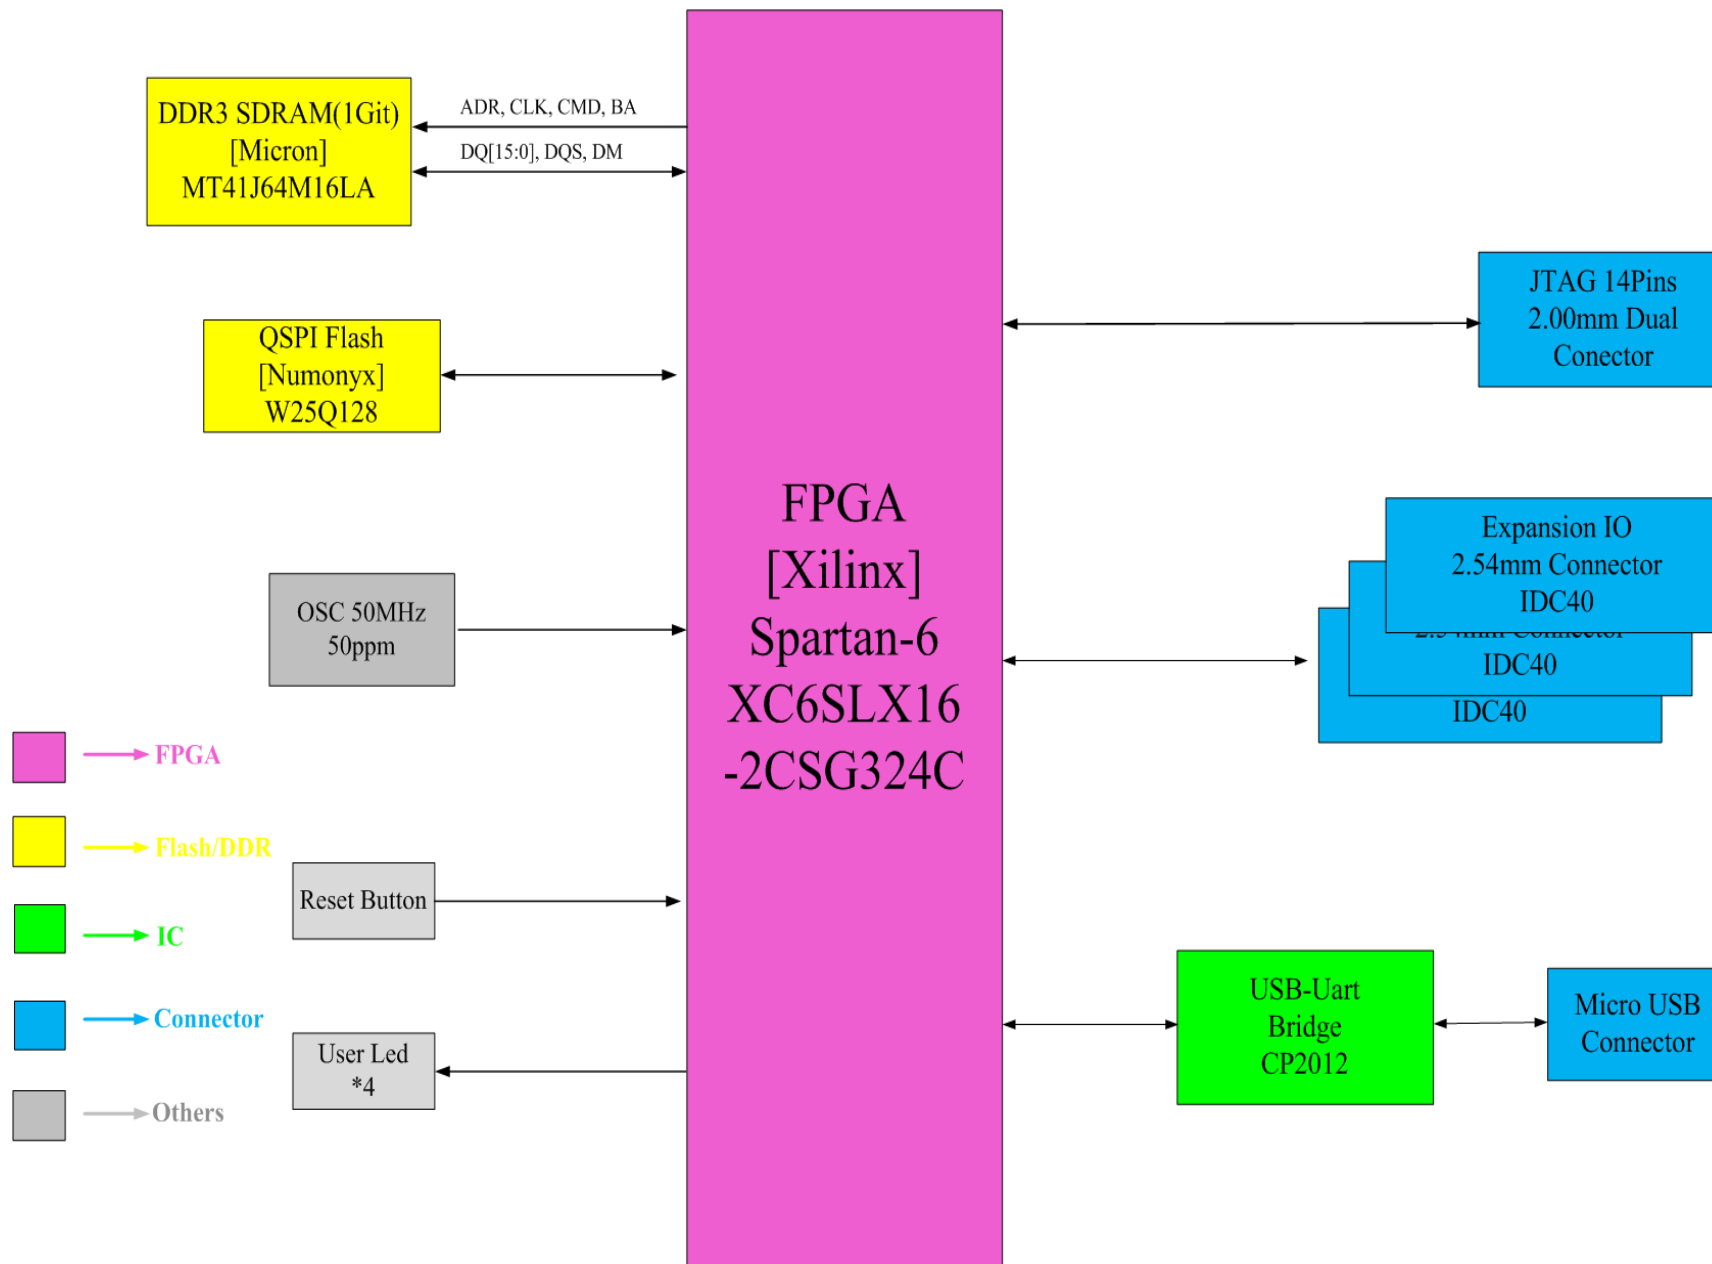 DDR3 SDRAM(1Git)
[Micron]
MT41J64M16LA
ADR, CLK, CMD, BA
DQ[15:0], DQS, DM
QSPI Flash
[Numonyx]
W25Q128
OSC 50MHz
50ppm
Reset Button
User Led
*4
FPGA
[Xilinx]
Spartan-6
XC6SLX16
-2CSG324C
JTAG 14Pins
2.00mm Dual
Conector
Expansion IO
2.54mm Connector
IDC40
2.54mm Connector
IDC40
IDC40
USB-Uart
Bridge
CP2012
Micro USB
Connector
FPGA
Flash/DDR
IC
Connector
Others